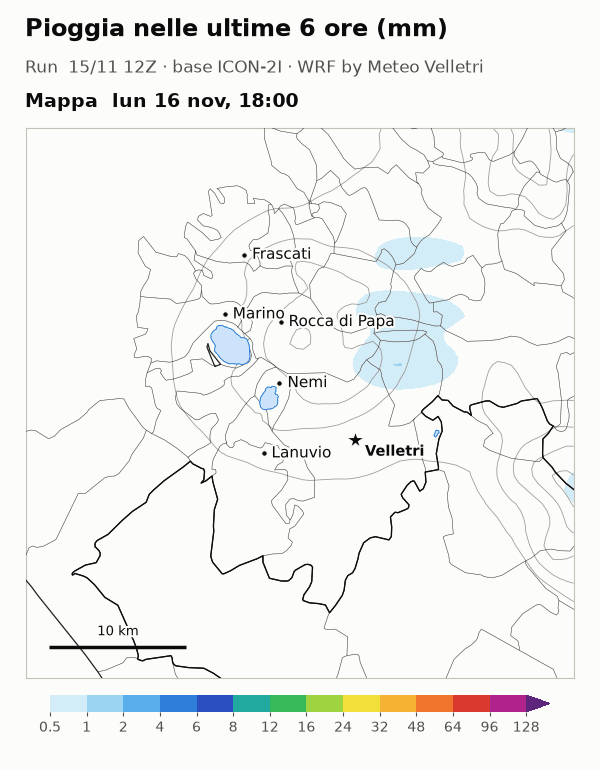 Pioggia nelle ultime 6 ore (mm)
Run  15/11 12Z · base ICON-2I · WRF by Meteo Velletri
Mappa  lun 16 nov, 18:00
Frascati
Marino
Rocca di Papa
Nemi
Velletri
Lanuvio
10 km
0.5 1 2 4 6 8 12 16 24 32 48 64 96 128